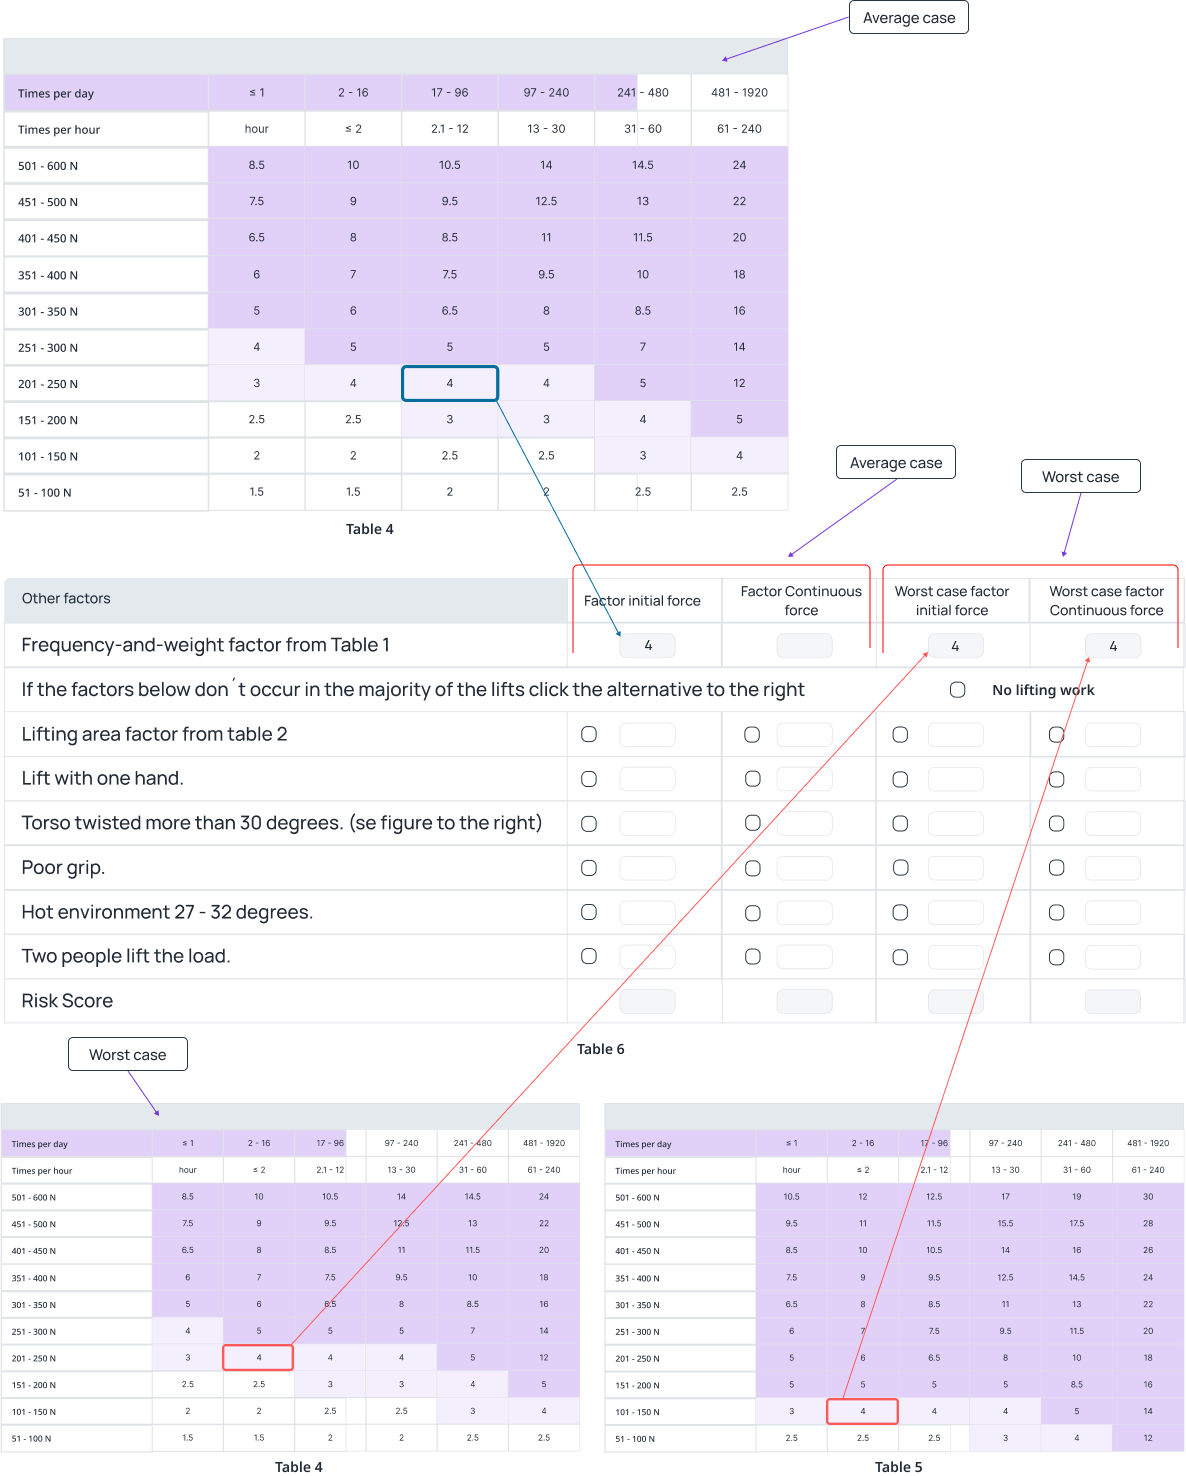 Average case
Times per day ≤ 1 2 - 16 17 - 96 97 - 240 241 - 480 481 - 1920
Times per hour hour ≤ 2 2.1 - 12 13 - 30 31 - 60 61 - 240
501 - 600 N 8.5 10 10.5 14 14.5 24
451 - 500 N 7.5 9 9.5 12.5 13 22
401 - 450 N 6.5 8 8.5 11 11.5 20
351 - 400 N 6 7 7.5 9.5 10 18
301 - 350 N 5 6 6.5 8 8.5 16
251 - 300 N 4 5 5 5 7 14
201 - 250 N 3 4 4 4 5 12
151 - 200 N 2.5 2.5 3 3 4 5
101 - 150 N 2 2 2.5 2.5 3 4
51 - 100 N 1.5 1.5 2 2 2.5 2.5
Table 4
Average case
Worst case
Other factors
Factor initial force
Factor Continuous
force
Worst case factor
initial force
Worst case factor
Continuous force
Frequency-and-weight factor from Table 1 4 4 4
If the factors below don´t occur in the majority of the lifts click the alternative to the right No lifting work
Lifting area factor from table 2
Lift with one hand.
Torso twisted more than 30 degrees. (se figure to the right)
Poor grip.
Hot environment 27 - 32 degrees.
Two people lift the load.
Risk Score
Table 6
Worst case
Times per day ≤ 1 2 - 16 17 - 96 97 - 240 241 - 480 481 - 1920
Times per hour hour ≤ 2 2.1 - 12 13 - 30 31 - 60 61 - 240
501 - 600 N 8.5 10 10.5 14 14.5 24
451 - 500 N 7.5 9 9.5 12.5 13 22
401 - 450 N 6.5 8 8.5 11 11.5 20
351 - 400 N 6 7 7.5 9.5 10 18
301 - 350 N 5 6 6.5 8 8.5 16
251 - 300 N 4 5 5 5 7 14
201 - 250 N 3 4 4 4 5 12
151 - 200 N 2.5 2.5 3 3 4 5
101 - 150 N 2 2 2.5 2.5 3 4
51 - 100 N 1.5 1.5 2 2 2.5 2.5
Table 4
Times per day ≤ 1 2 - 16 17 - 96 97 - 240 241 - 480 481 - 1920
Times per hour hour ≤ 2 2.1 - 12 13 - 30 31 - 60 61 - 240
501 - 600 N 10.5 12 12.5 17 19 30
451 - 500 N 9.5 11 11.5 15.5 17.5 28
401 - 450 N 8.5 10 10.5 14 16 26
351 - 400 N 7.5 9 9.5 12.5 14.5 24
301 - 350 N 6.5 8 8.5 11 13 22
251 - 300 N 6 7 7.5 9.5 11.5 20
201 - 250 N 5 6 6.5 8 10 18
151 - 200 N 5 5 5 5 8.5 16
101 - 150 N 3 4 4 4 5 14
51 - 100 N 2.5 2.5 2.5 3 4 12
Table 5